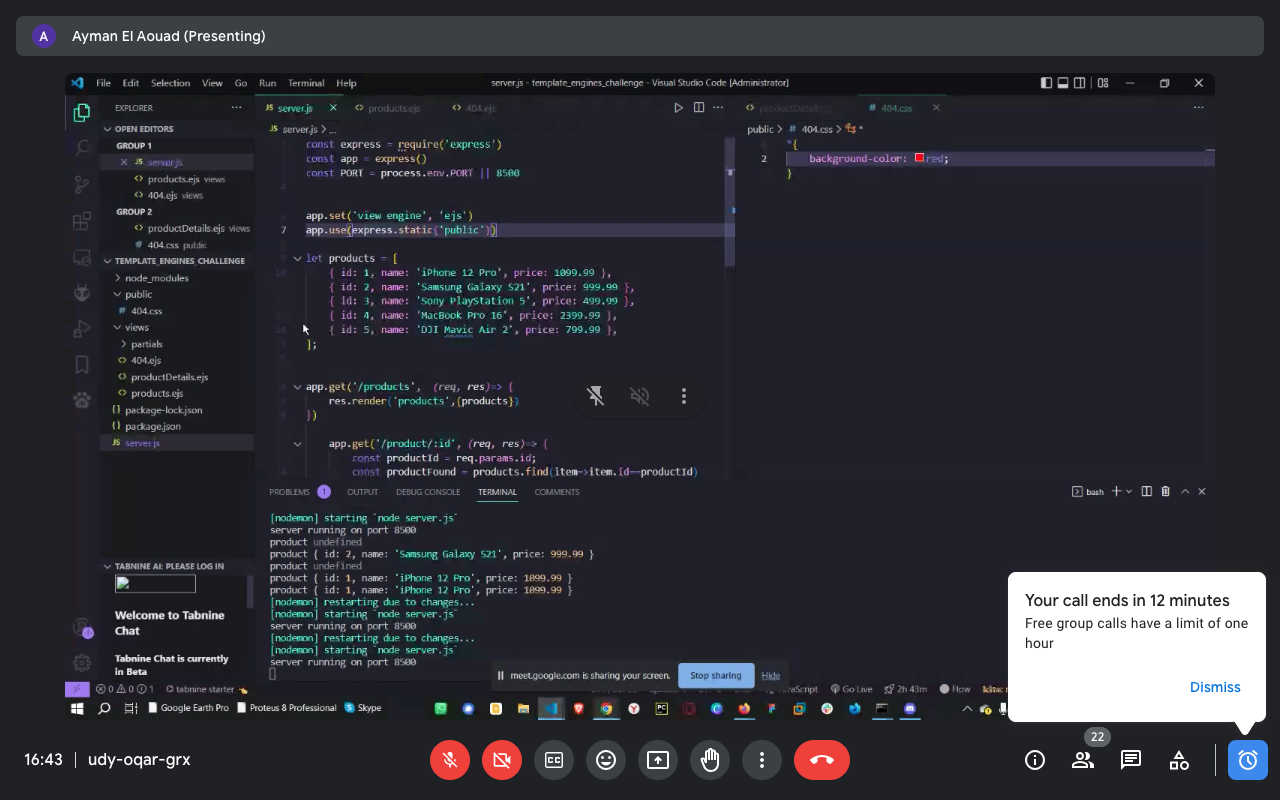 A Ayman El Aouad (Presenting)
File Edit Selection View Go Run Terminal Help
server.js - template_engines_challenge - Visual Studio Code [Administrator]
EXPLORER
OPEN EDITORS
GROUP 1
JS server.js
products.ejs views
404.ejs views
GROUP 2
productDetails.ejs views
404.css public
TEMPLATE_ENGINES_CHALLENGE
node_modules
public
404.css
views
partials
404.ejs
productDetails.ejs
products.ejs
package-lock.json
package.json
JS server.js
TABNINE AI: PLEASE LOG IN
Welcome to Tabnine
Chat
Tabnine Chat is currently
in Beta
JS server.js products.ejs 404.ejs
JS server.js > ...
const express = require('express')
const app = express()
const PORT = process.env.PORT || 8500
app.set('view engine', 'ejs')
7 app.use(express.static('public'))
let products = [
{ id: 1, name: 'iPhone 12 Pro', price: 1099.99 },
{ id: 2, name: 'Samsung Galaxy S21', price: 999.99 },
{ id: 3, name: 'Sony PlayStation 5', price: 499.99 },
{ id: 4, name: 'MacBook Pro 16', price: 2399.99 },
{ id: 5, name: 'DJI Mavic Air 2', price: 799.99 },
];
app.get('/products', (req, res)=> {
res.render('products',{products})
})
app.get('/product/:id', (req, res)=> {
const productId = req.params.id;
const productFound = products.find(item=>item.id==productId)
productDetails.ejs # 404.css
public > # 404.css > *
*{
2 background-color: red;
}
PROBLEMS 1 OUTPUT DEBUG CONSOLE TERMINAL COMMENTS
bash
[nodemon] starting `node server.js`
server running on port 8500
product undefined
product { id: 2, name: 'Samsung Galaxy S21', price: 999.99 }
product undefined
product { id: 1, name: 'iPhone 12 Pro', price: 1099.99 }
product { id: 1, name: 'iPhone 12 Pro', price: 1099.99 }
[nodemon] restarting due to changes...
[nodemon] starting `node server.js`
server running on port 8500
[nodemon] restarting due to changes...
[nodemon] starting `node server.js`
server running on port 8500
meet.google.com is sharing your screen. Stop sharing Hide
0 0 1 tabnine starter
Go Live 2h 43m Flow
Google Earth Pro Proteus 8 Professional Skype
Your call ends in 12 minutes
Free group calls have a limit of one
hour
Dismiss
22
16:43 | udy-oqar-grx